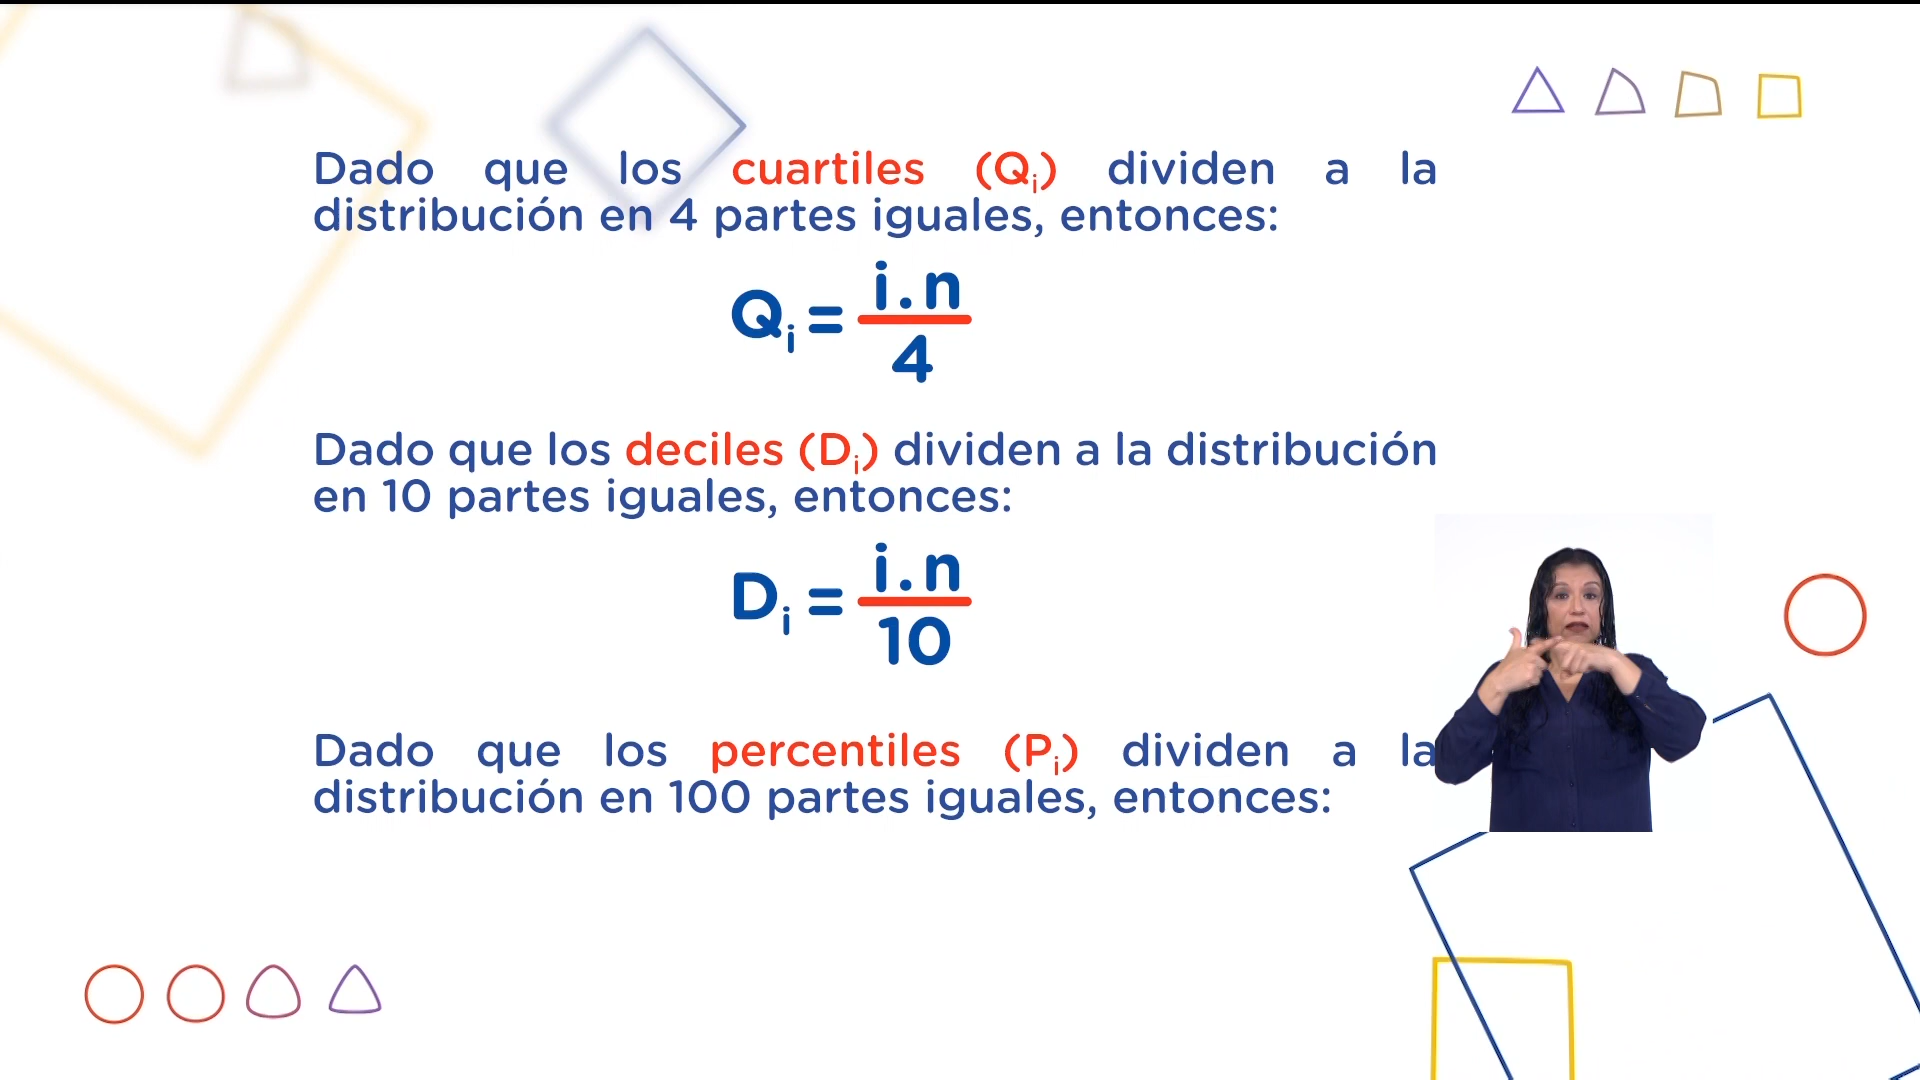 Dado que los cuartiles (Qᵢ) dividen a la
distribución en 4 partes iguales, entonces:
Qᵢ = i.n
4
Dado que los deciles (Dᵢ) dividen a la distribución
en 10 partes iguales, entonces:
Dᵢ = i.n
10
Dado que los percentiles (Pᵢ) dividen a la
distribución en 100 partes iguales, entonces: